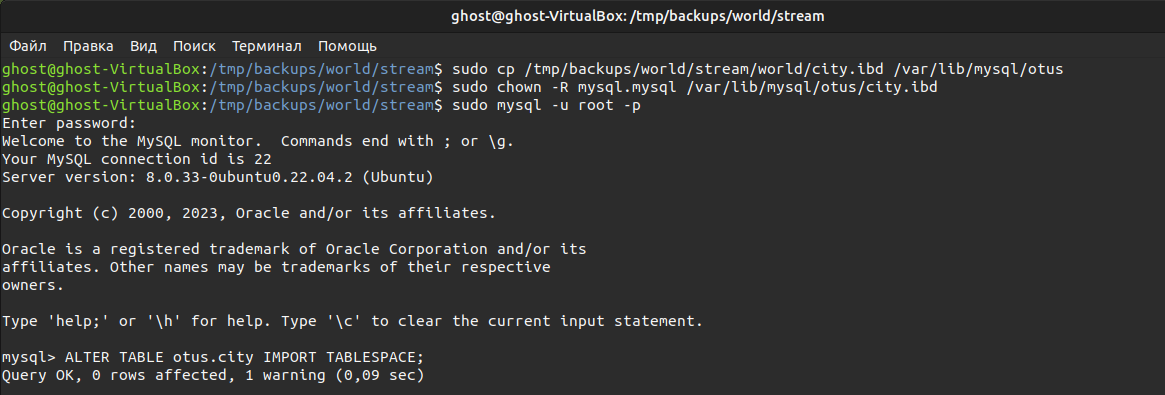 ghost@ghost-VirtualBox: /tmp/backups/world/stream
Файл Правка Вид Поиск Терминал Помощь
ghost@ghost-VirtualBox:/tmp/backups/world/stream$ sudo cp /tmp/backups/world/stream/world/city.ibd /var/lib/mysql/otus
ghost@ghost-VirtualBox:/tmp/backups/world/stream$ sudo chown -R mysql.mysql /var/lib/mysql/otus/city.ibd
ghost@ghost-VirtualBox:/tmp/backups/world/stream$ sudo mysql -u root -p
Enter password:
Welcome to the MySQL monitor.  Commands end with ; or \g.
Your MySQL connection id is 22
Server version: 8.0.33-0ubuntu0.22.04.2 (Ubuntu)

Copyright (c) 2000, 2023, Oracle and/or its affiliates.

Oracle is a registered trademark of Oracle Corporation and/or its
affiliates. Other names may be trademarks of their respective
owners.

Type 'help;' or '\h' for help. Type '\c' to clear the current input statement.

mysql> ALTER TABLE otus.city IMPORT TABLESPACE;
Query OK, 0 rows affected, 1 warning (0,09 sec)